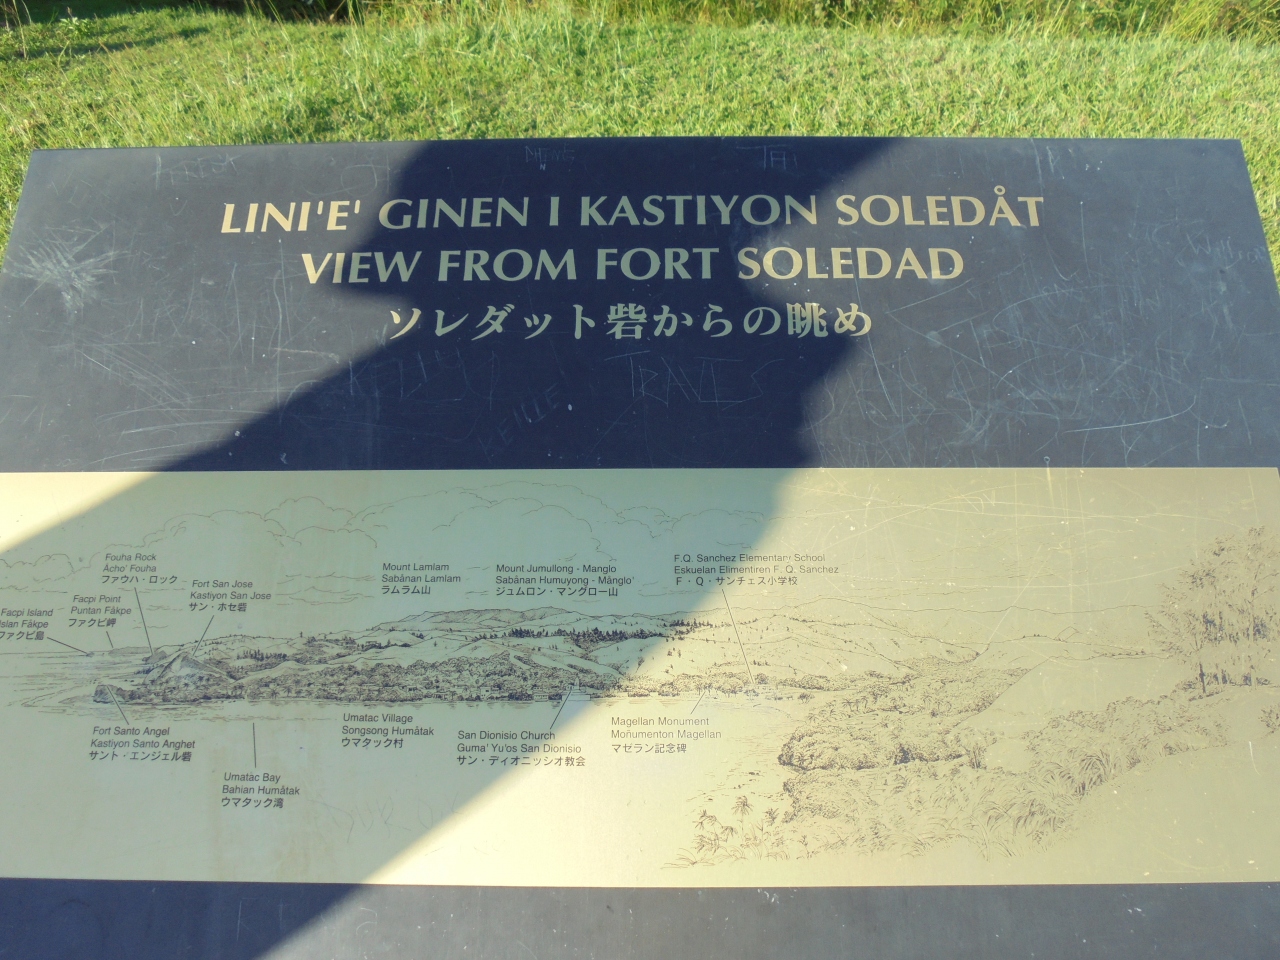 LINI'E' GINEN I KASTIYON SOLEDÅT
VIEW FROM FORT SOLEDAD
ソレダット砦からの眺め
KELLIE
Fouha Rock
Åcho' Fouha
ファウハ・ロック
Fort San Jose
Kastiyon San Jose
サン・ホセ砦
Facpi Point
Puntan Fåkpe
ファクピ岬
Facpi Island
Islan Fåkpe
ファクピ島
Mount Lamlam
Sabånan Lamlam
ラムラム山
Mount Jumullong - Manglo
Sabånan Humuyong - Månglo'
ジュムロン・マングロー山
F.Q. Sanchez Elementary School
Eskuelan Elimentiren F. Q. Sanchez
F・Q・サンチェス小学校
Fort Santo Angel
Kastiyon Santo Anghet
サント・エンジェル砦
Umatac Bay
Bahian Humåtak
ウマタック湾
Umatac Village
Songsong Humåtak
ウマタック村
San Dionisio Church
Guma' Yu'os San Dionisio
サン・ディオニッシオ教会
Magellan Monument
Moñumenton Magellan
マゼラン記念碑